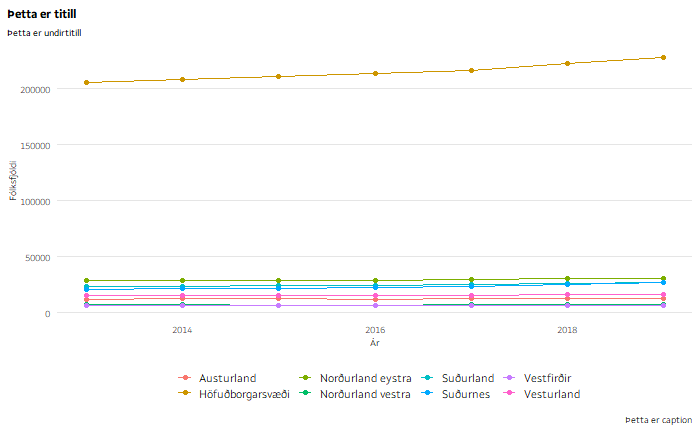 Þetta er titill
Þetta er undirtitill
200000
150000
100000
50000
0
Fólksfjöldi
2014 2016 2018
Ár
Austurland Norðurland eystra Suðurland Vestfirðir
Höfuðborgarsvæði Norðurland vestra Suðurnes Vesturland
Þetta er caption